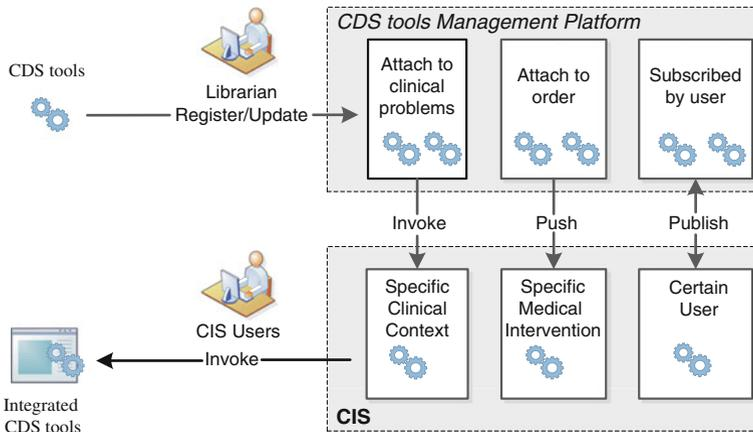 CDS tools Management Platform
CDS tools
Librarian
Register/Update
Attach to
clinical
problems
Attach to
order
Subscribed
by user
Invoke
Push
Publish
CIS Users
Invoke
Specific
Clinical
Context
Specific
Medical
Intervention
Certain
User
Integrated
CDS tools
CIS